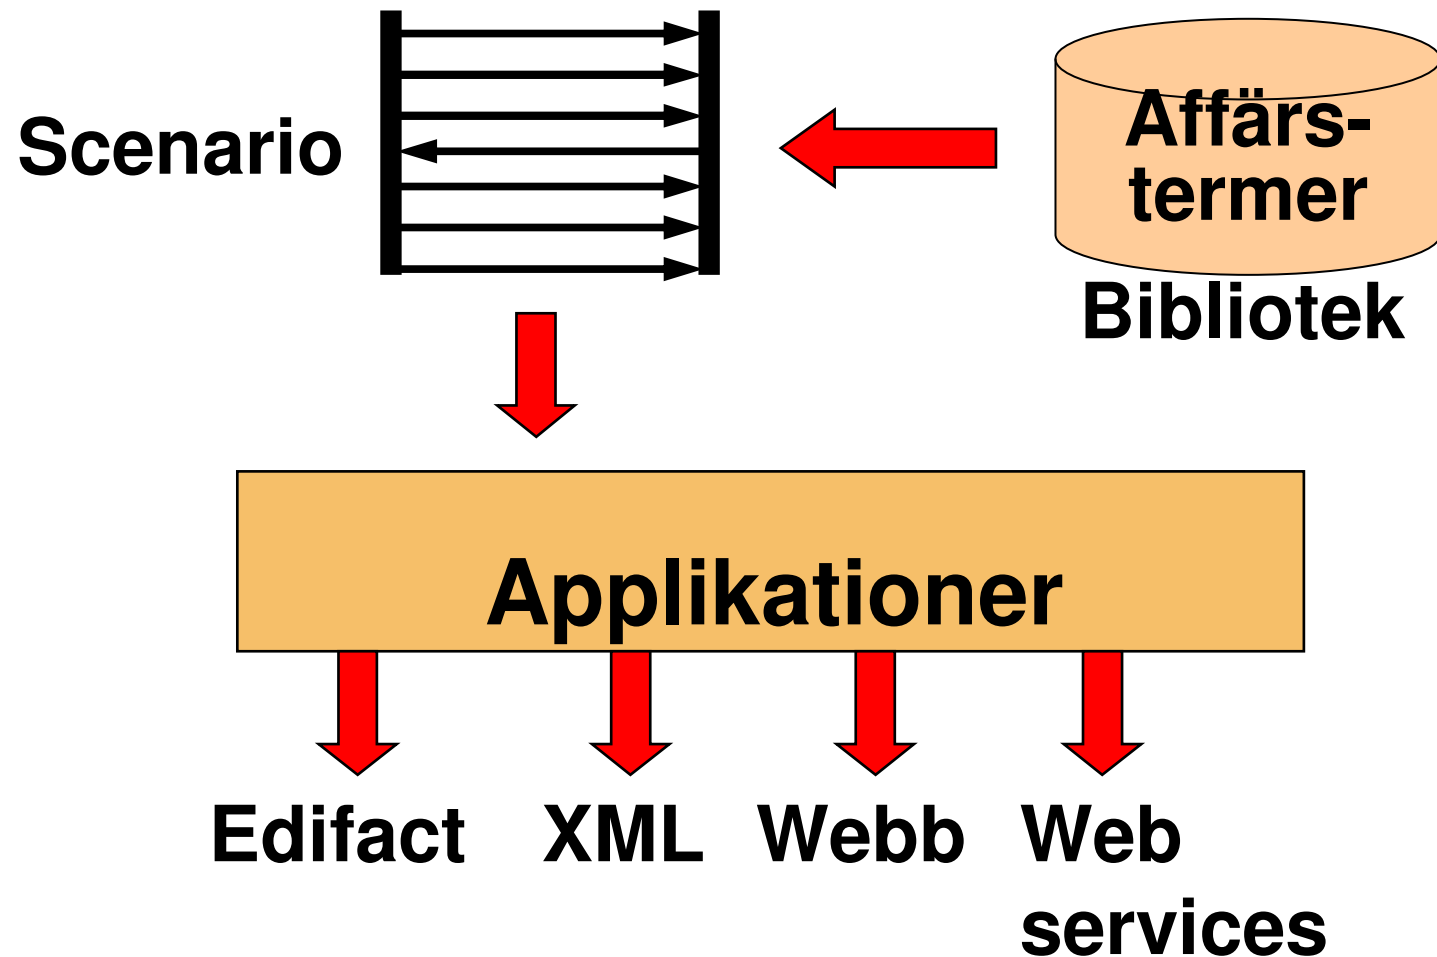 Scenario
Affärs-
termer
Bibliotek
Applikationer
Edifact XML Webb Web
services